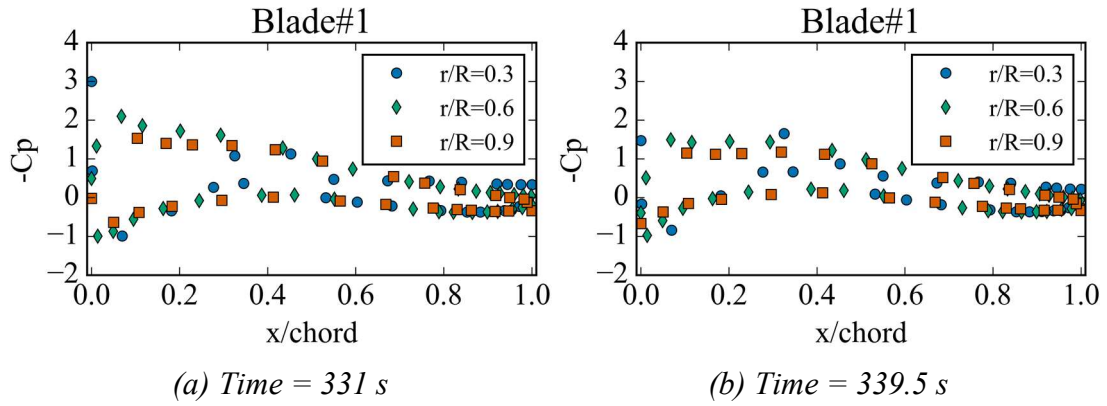 Blade#1
4
3
2
1
0
−1
−2
-Cp
r/R=0.3
r/R=0.6
r/R=0.9
0.0 0.2 0.4 0.6 0.8 1.0
x/chord
(a) Time = 331 s
Blade#1
4
3
2
1
0
−1
−2
-Cp
r/R=0.3
r/R=0.6
r/R=0.9
0.0 0.2 0.4 0.6 0.8 1.0
x/chord
(b) Time = 339.5 s